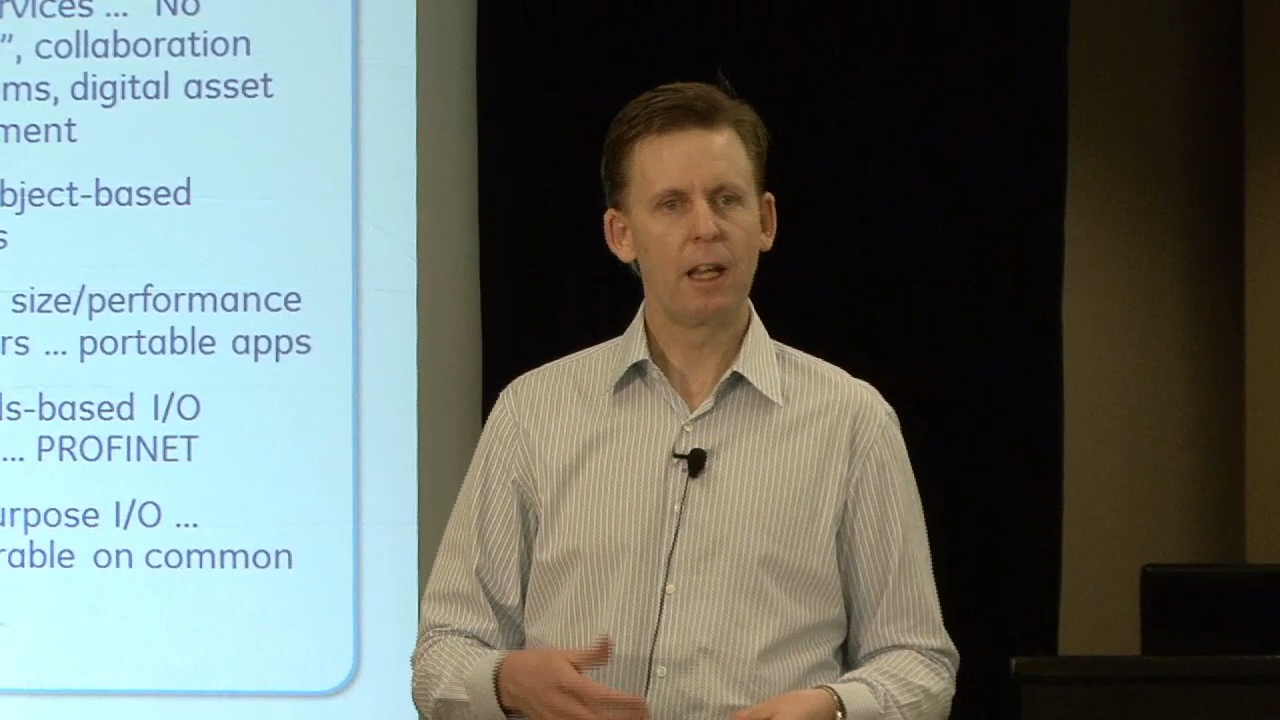 rvices ... "No
", collaboration
ms, digital asset
ment
bject-based
s
size/performance
rs ... portable apps
ls-based I/O
... PROFINET
urpose I/O ...
rable on common